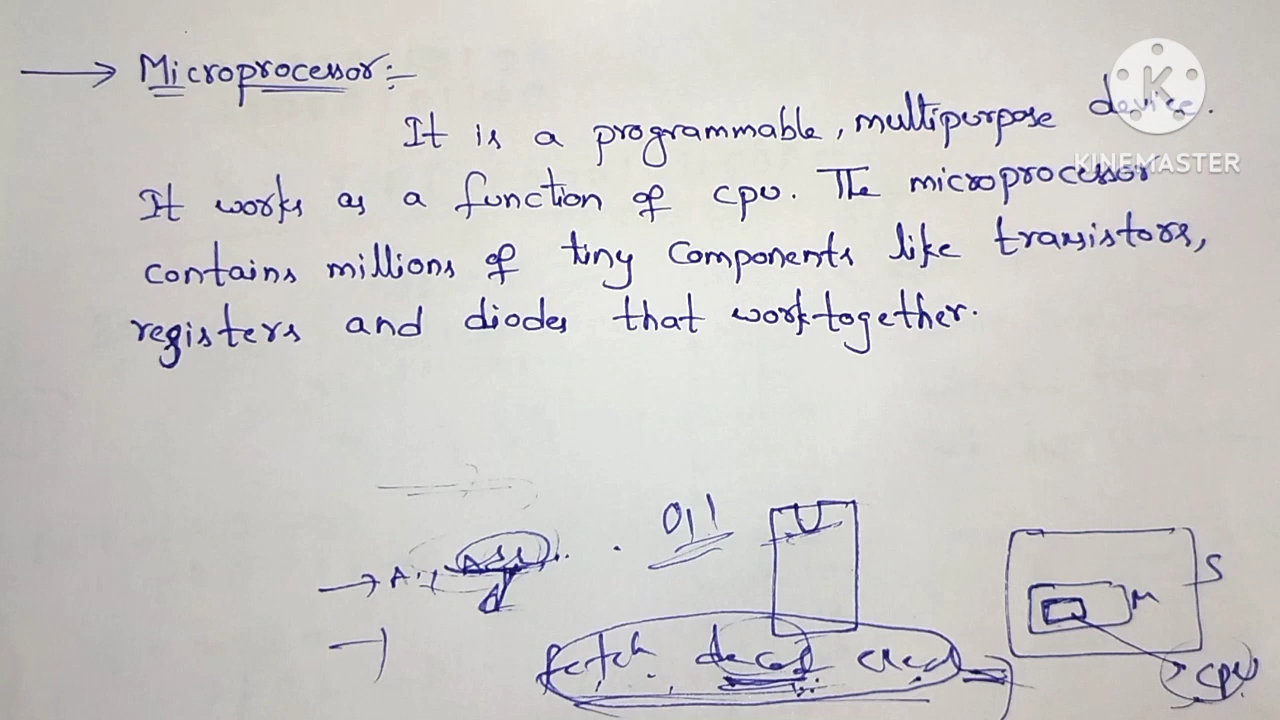 → Microprocessor:-
It is a programmable, multipurpose device.
It works as a function of cpu. The microprocessor
contains millions of tiny components like transistors,
registers and diodes that work together.
KINEMASTER
K
0,1
S
M
fetch, decod
CPU